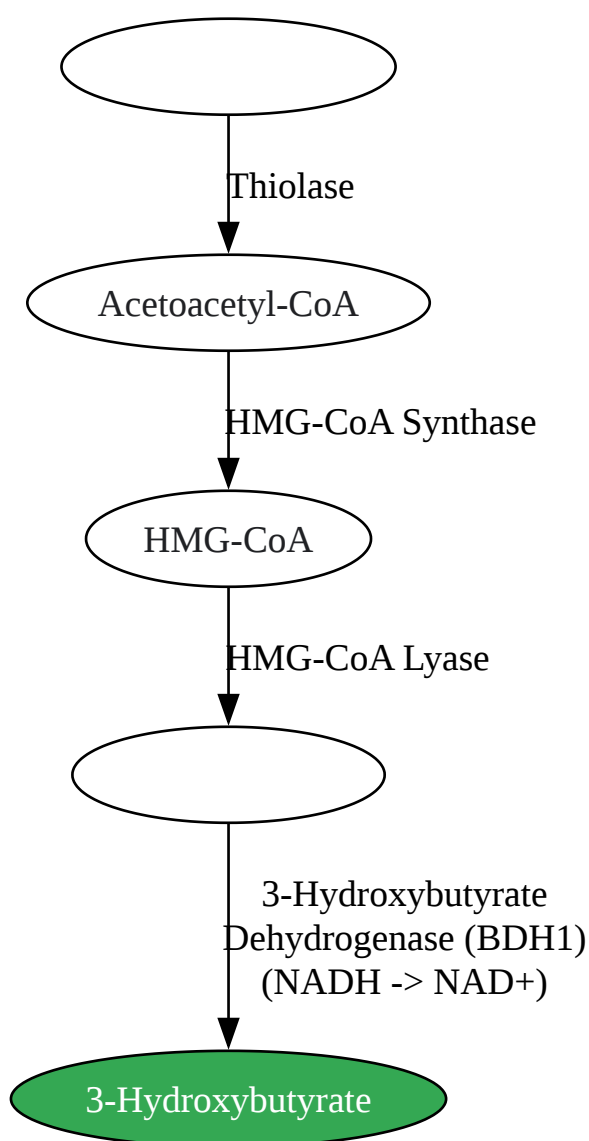 Thiolase
Acetoacetyl-CoA
HMG-CoA Synthase
HMG-CoA
HMG-CoA Lyase
3-Hydroxybutyrate
Dehydrogenase (BDH1)
(NADH -> NAD+)
3-Hydroxybutyrate